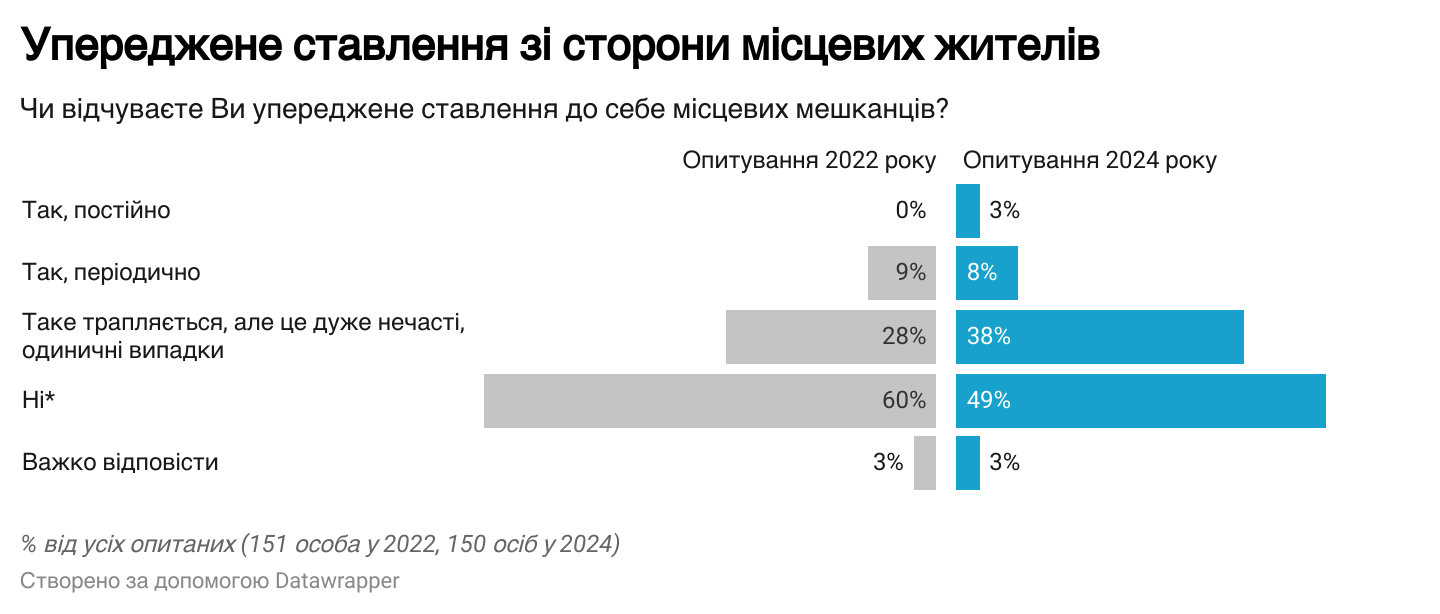 Упереджене ставлення зі сторони місцевих жителів
Чи відчуваєте Ви упереджене ставлення до себе місцевих мешканців?
Опитування 2022 року Опитування 2024 року
Так, постійно 0% 3%
Так, періодично 9% 8%
Таке трапляється, але це дуже нечасті,
одиничні випадки 28% 38%
Ні* 60% 49%
Важко відповісти 3% 3%
% від усіх опитаних (151 особа у 2022, 150 осіб у 2024)
Створено за допомогою Datawrapper